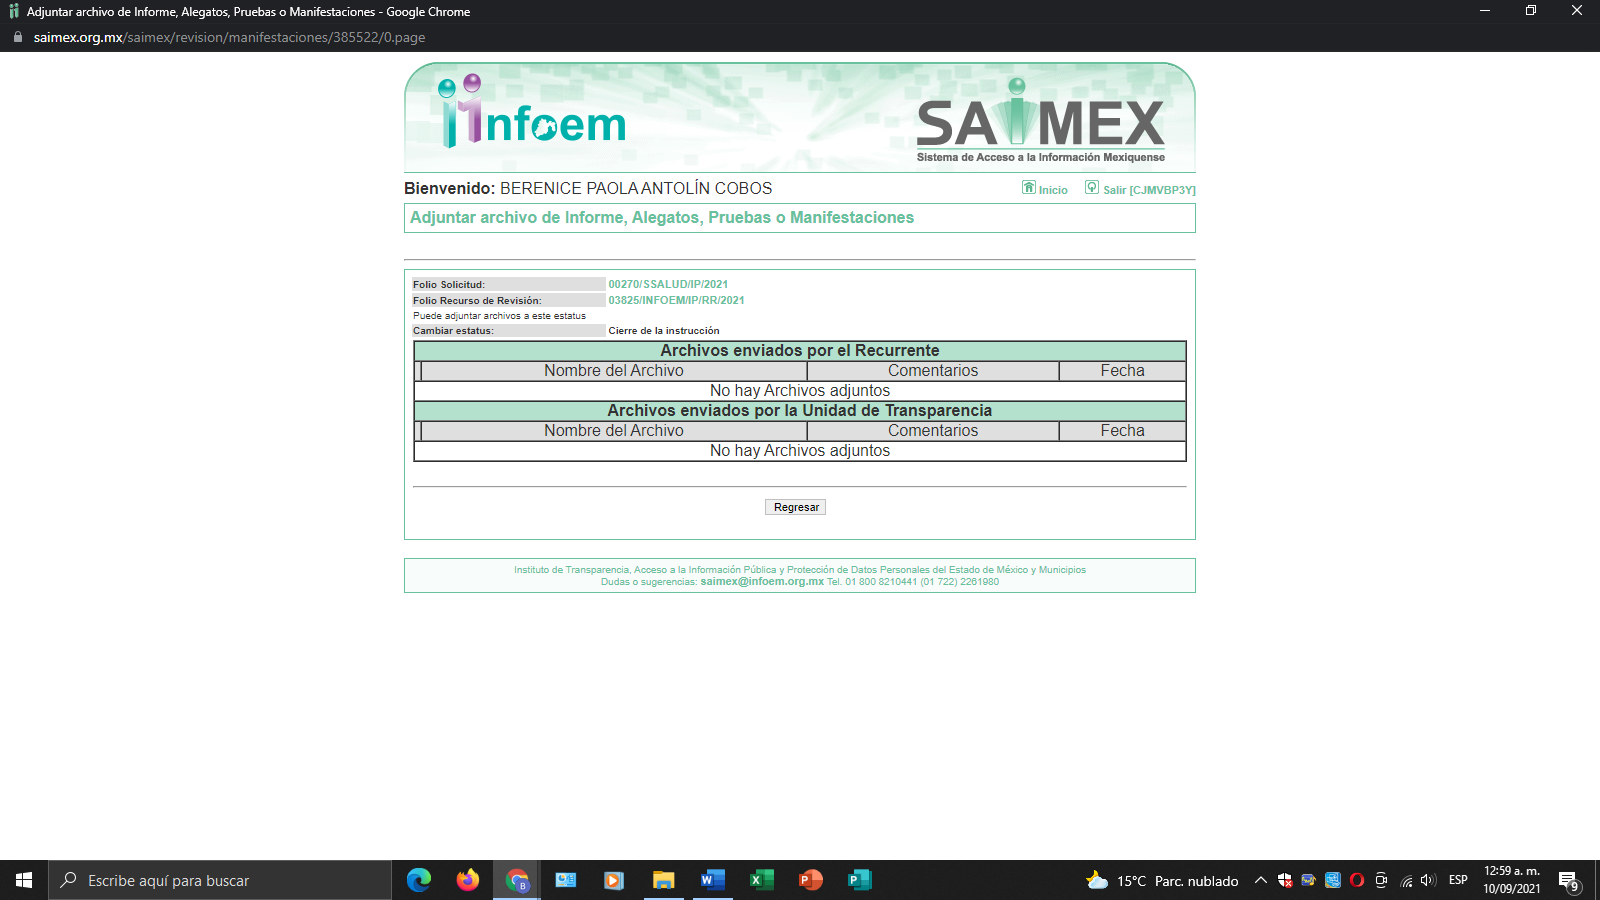 Adjuntar archivo de Informe, Alegatos, Pruebas o Manifestaciones - Google Chrome
saimex.org.mx/saimex/revision/manifestaciones/385522/0.page
infoem
SAIMEX
Sistema de Acceso a la Información Mexiquense
Bienvenido: BERENICE PAOLA ANTOLÍN COBOS Inicio Salir [CJMVBP3Y]
Adjuntar archivo de Informe, Alegatos, Pruebas o Manifestaciones
Folio Solicitud: 00270/SSALUD/IP/2021
Folio Recurso de Revisión: 03825/INFOEM/IP/RR/2021
Puede adjuntar archivos a este estatus
Cambiar estatus: Cierre de la instrucción
Archivos enviados por el Recurrente
Nombre del Archivo Comentarios Fecha
No hay Archivos adjuntos
Archivos enviados por la Unidad de Transparencia
Nombre del Archivo Comentarios Fecha
No hay Archivos adjuntos
Regresar
Instituto de Transparencia, Acceso a la Información Pública y Protección de Datos Personales del Estado de México y Municipios
Dudas o sugerencias: saimex@infoem.org.mx Tel. 01 800 8210441 (01 722) 2261980
Escribe aquí para buscar
15°C Parc. nublado
ESP
12:59 a. m.
10/09/2021
9